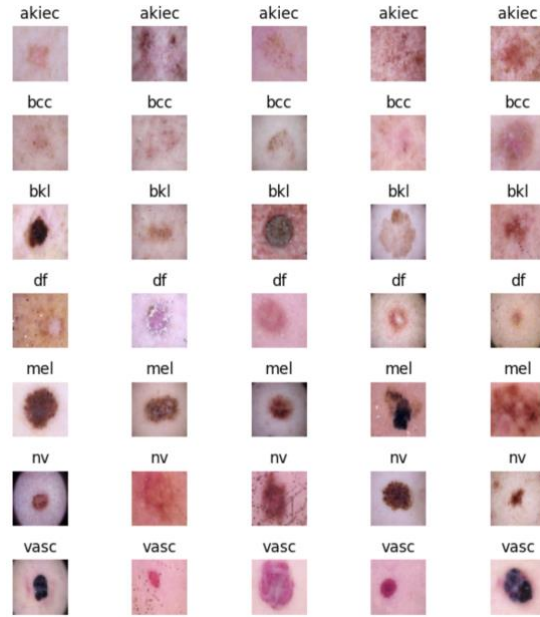 akiec akiec akiec akiec akiec
bcc bcc bcc bcc bcc
bkl bkl bkl bkl bkl
df df df df df
mel mel mel mel mel
nv nv nv nv nv
vasc vasc vasc vasc vasc